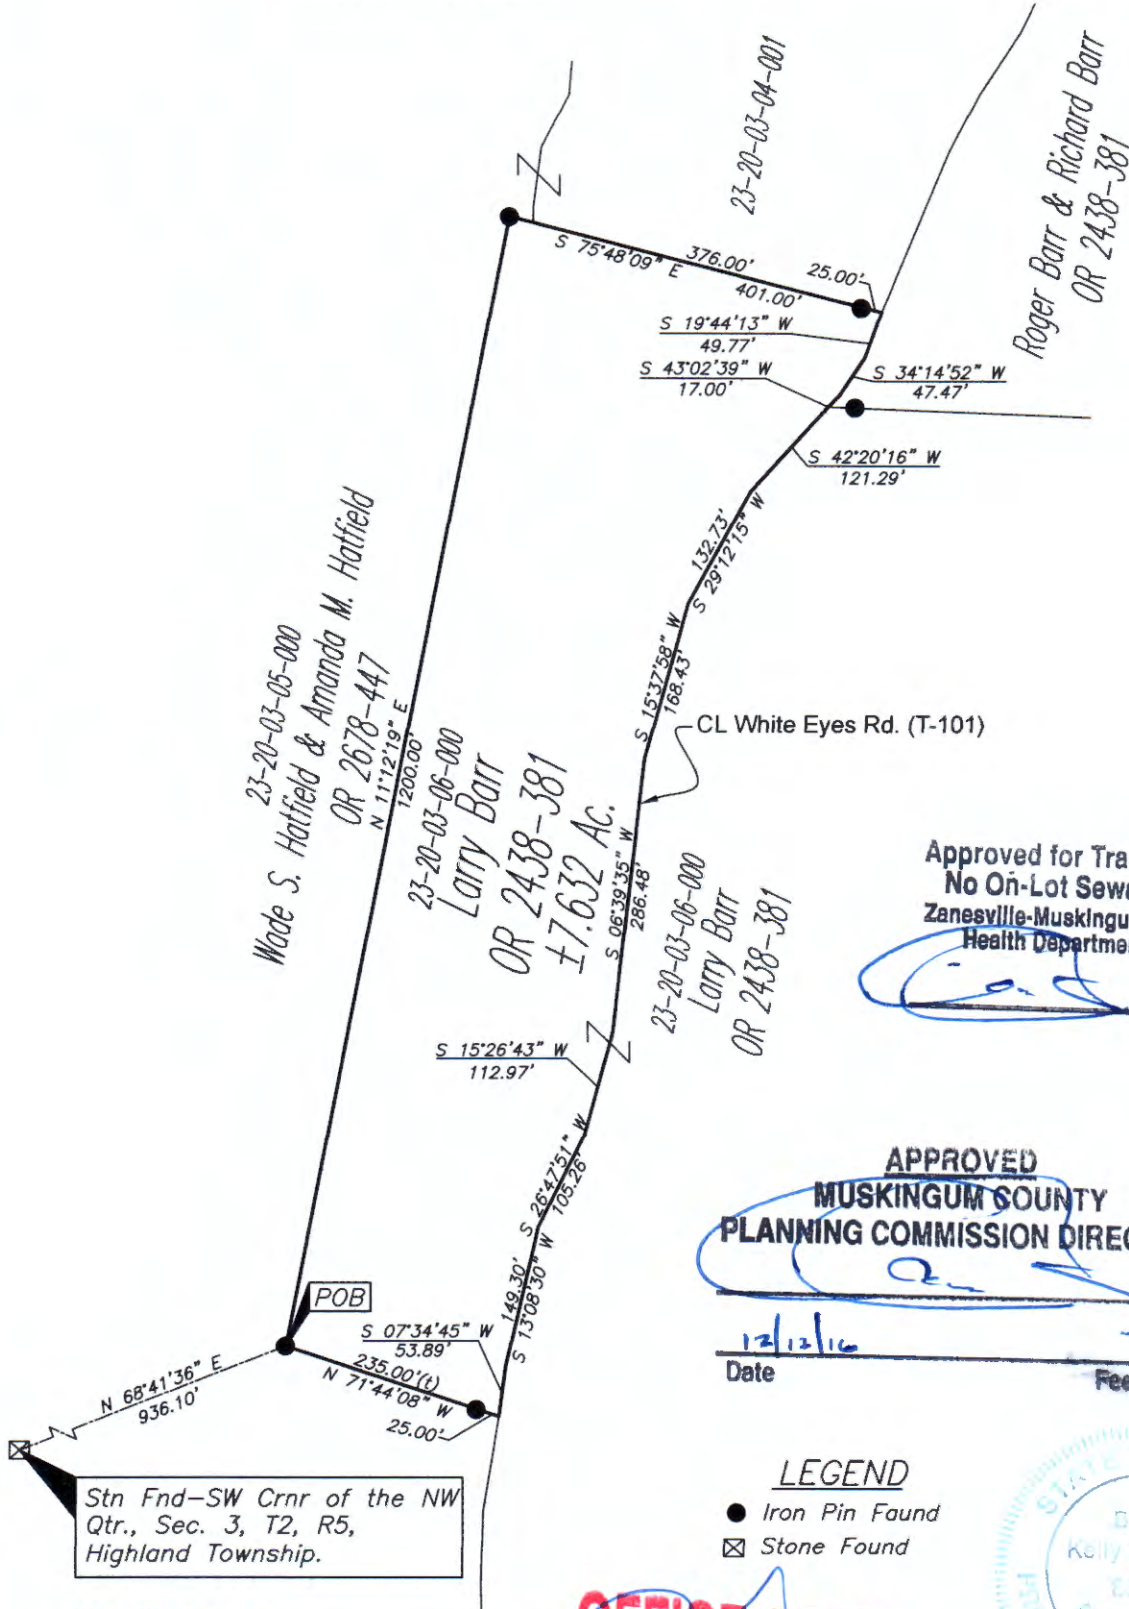 23-20-03-04-001
Roger Barr & Richard Barr
OR 2438-381
S 75°48'09" E
376.00'
401.00'
25.00'
S 19°44'13" W
49.77'
S 43°02'39" W
17.00'
S 34°14'52" W
47.47'
S 42°20'16" W
121.29'
132.73'
S 29°12'15" W
S 15°37'58" W
168.43'
CL White Eyes Rd. (T-101)
23-20-03-05-000
Wade S. Hatfield & Amanda M. Hatfield
OR 2678-447
N 11°12'19" E
1200.00'
23-20-03-06-000
Larry Barr
OR 2438-381
±7.632 Ac.
S 06°39'35" W
286.48'
23-20-03-06-000
Larry Barr
OR 2438-381
S 15°26'43" W
112.97'
S 26°47'51" W
105.26'
149.30'
S 13°08'30" W
S 07°34'45" W
53.89'
POB
235.00'(t)
N 71°44'08" W
25.00'
N 68°41'36" E
936.10'
Stn Fnd-SW Crnr of the NW
Qtr., Sec. 3, T2, R5,
Highland Township.
Approved for Tra
No On-Lot Sewa
Zanesville-Muskingu
Health Departme
APPROVED
MUSKINGUM COUNTY
PLANNING COMMISSION DIREC
12/12/16
Date
Fee
LEGEND
Iron Pin Found
Stone Found
STATE
Kelly
OFFICE